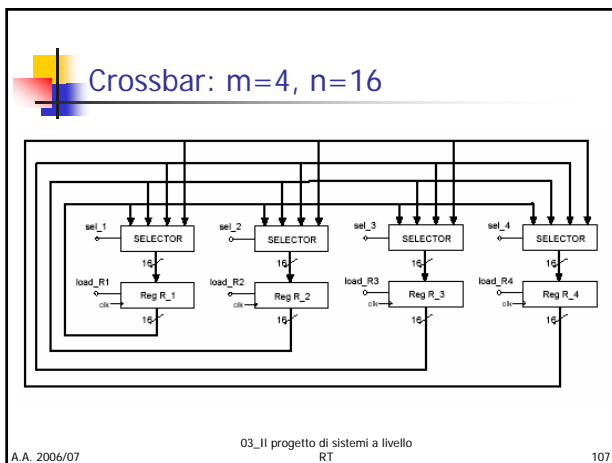 Crossbar: m=4, n=16
sel_1 sel_2 sel_3 sel_4
SELECTOR SELECTOR SELECTOR SELECTOR
16 16 16 16
load_R1 load_R2 load_R3 load_R4
Reg R_1 Reg R_2 Reg R_3 Reg R_4
clk clk clk clk
16 16 16 16
03_Il progetto di sistemi a livello
A.A. 2006/07 RT 107